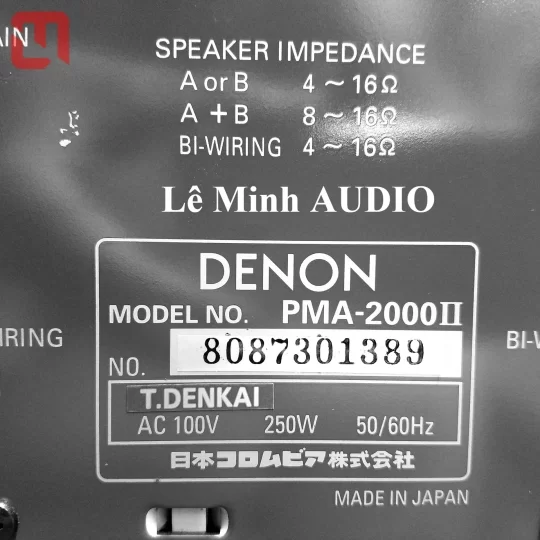 AIN
SPEAKER IMPEDANCE
A or B 4 ~ 16Ω
A + B 8 ~ 16Ω
BI-WIRING 4 ~ 16Ω
Lê Minh AUDIO
DENON
MODEL NO. PMA-2000II
IRING
BI-W
NO. 8087301389
T.DENKAI
AC 100V 250W 50/60Hz
日本コロムビア株式会社
MADE IN JAPAN